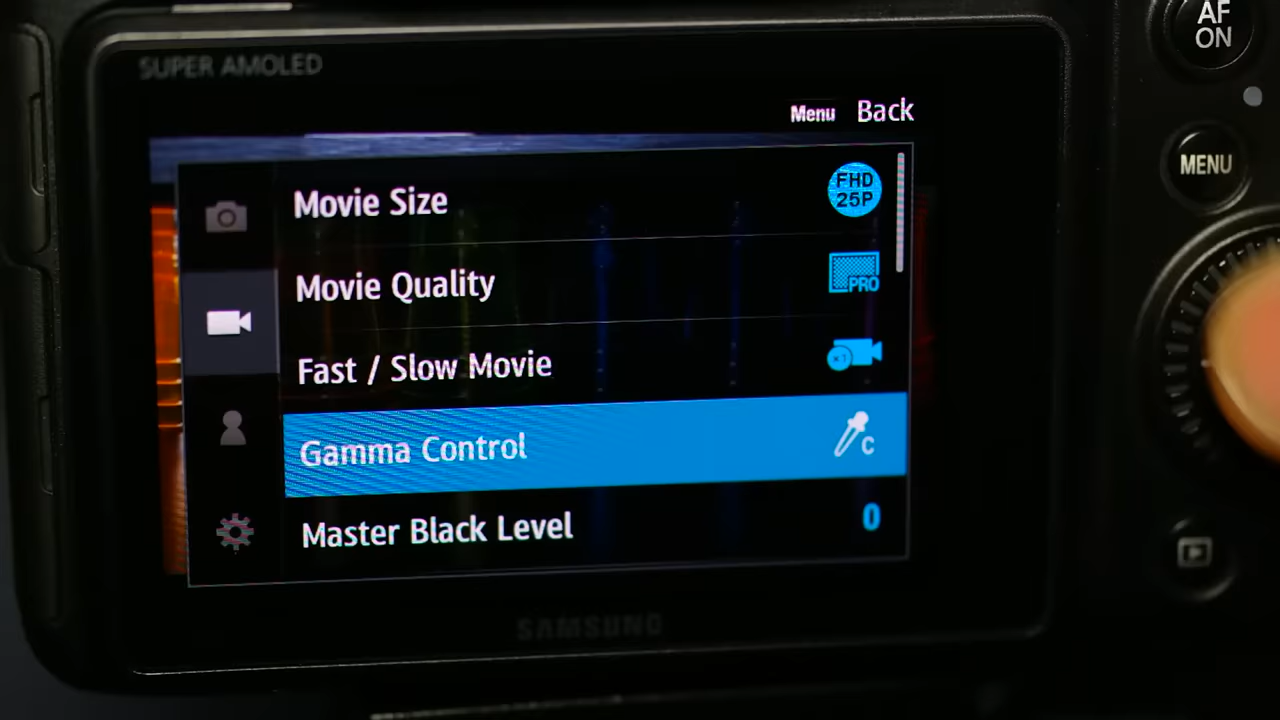 SUPER AMOLED
AF
ON
Menu Back
MENU
Movie Size
FHD
25P
Movie Quality
PRO
Fast / Slow Movie
x1
Gamma Control
C
Master Black Level
0
SAMSUNG